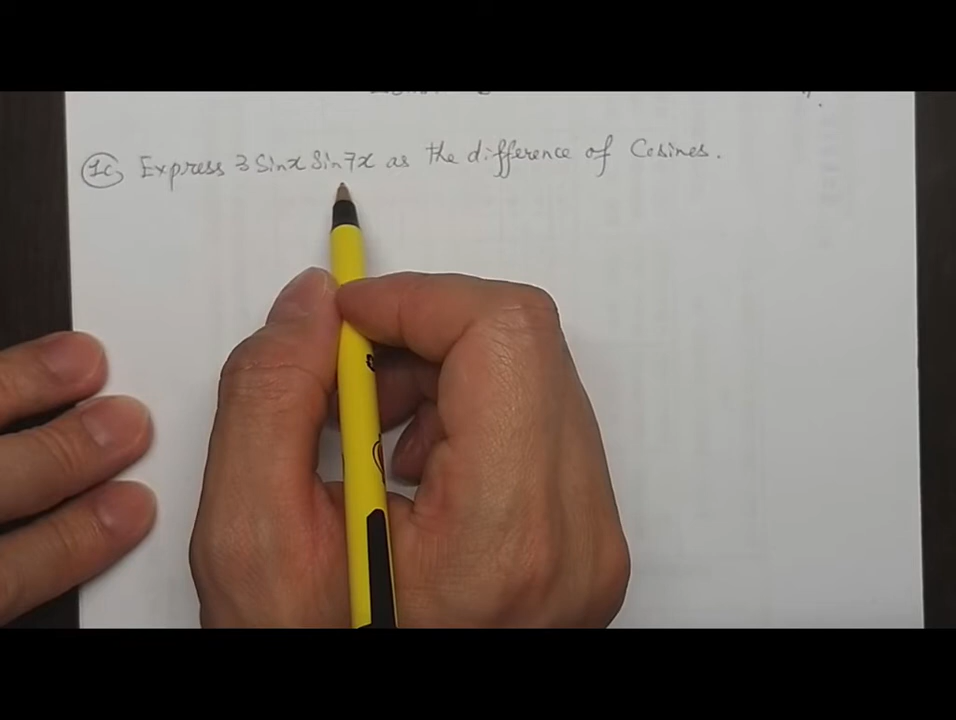 1c Express 3 Sinx Sin7x as the difference of Cosines.